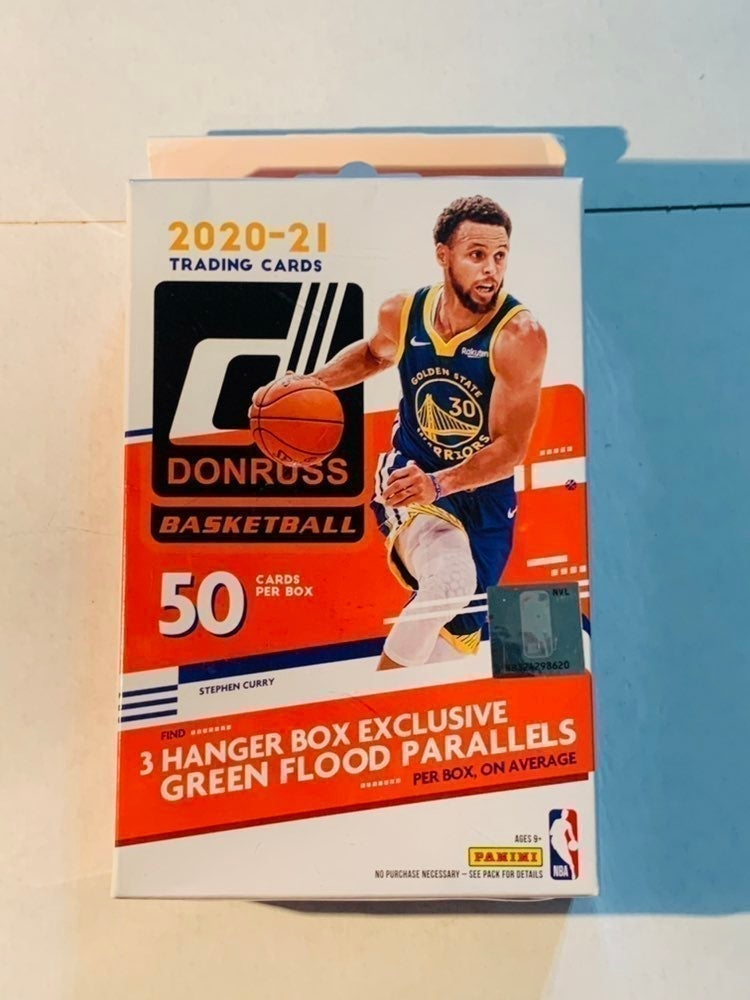 2020-21
TRADING CARDS
Rakuten
GOLDEN STATE
30
WARRIORS
DONRUSS
BASKETBALL
50
CARDS
PER BOX
NVL
STEPHEN CURRY
FIND
3 HANGER BOX EXCLUSIVE
GREEN FLOOD PARALLELS
PER BOX, ON AVERAGE
AGES 9+
PANINI
NO PURCHASE NECESSARY – SEE PACK FOR DETAILS
NBA